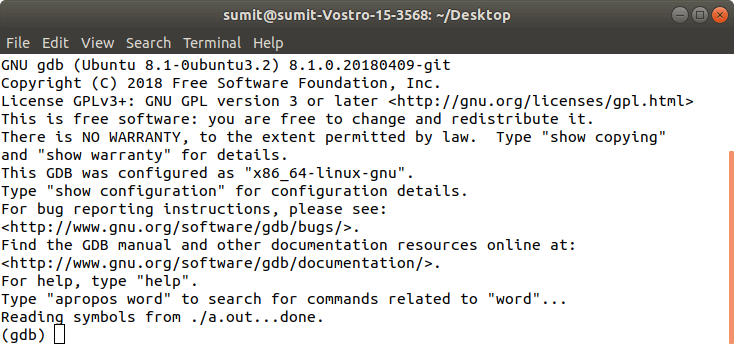 sumit@sumit-Vostro-15-3568: ~/Desktop
File Edit View Search Terminal Help
GNU gdb (Ubuntu 8.1-0ubuntu3.2) 8.1.0.20180409-git
Copyright (C) 2018 Free Software Foundation, Inc.
License GPLv3+: GNU GPL version 3 or later <http://gnu.org/licenses/gpl.html>
This is free software: you are free to change and redistribute it.
There is NO WARRANTY, to the extent permitted by law.  Type "show copying"
and "show warranty" for details.
This GDB was configured as "x86_64-linux-gnu".
Type "show configuration" for configuration details.
For bug reporting instructions, please see:
<http://www.gnu.org/software/gdb/bugs/>.
Find the GDB manual and other documentation resources online at:
<http://www.gnu.org/software/gdb/documentation/>.
For help, type "help".
Type "apropos word" to search for commands related to "word"...
Reading symbols from ./a.out...done.
(gdb)